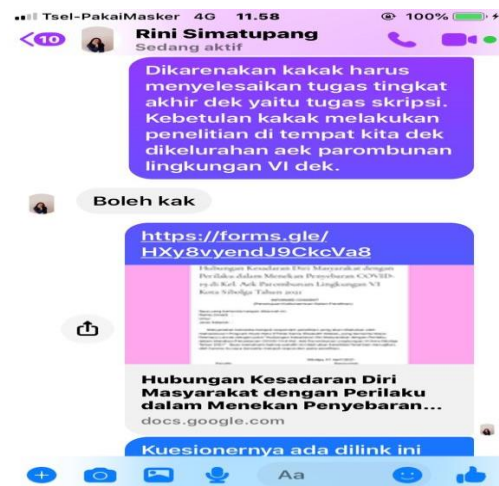 Tsel-PakaiMasker 4G 11.58 100%
10 Rini Simatupang
Sedang aktif
Dikarenakan kakak harus
menyelesaikan tugas tingkat
akhir dek yaitu tugas skripsi.
Kebetulan kakak melakukan
penelitian di tempat kita dek
dikelurahan aek parombunan
lingkungan VI dek.
Boleh kak
https://forms.gle/
HXy8vyendJ9CkcVa8
Hubungan Kesadaran Diri Masyarakat dengan
Perilaku dalam Menekan Penyebaran COVID-
19 di Kel. Aek Parombunan Lingkungan VI
Kota Sibolga Tahun 2021
Hubungan Kesadaran Diri
Masyarakat dengan Perilaku
dalam Menekan Penyebaran...
docs.google.com
Kuesionernya ada dilink ini
Aa